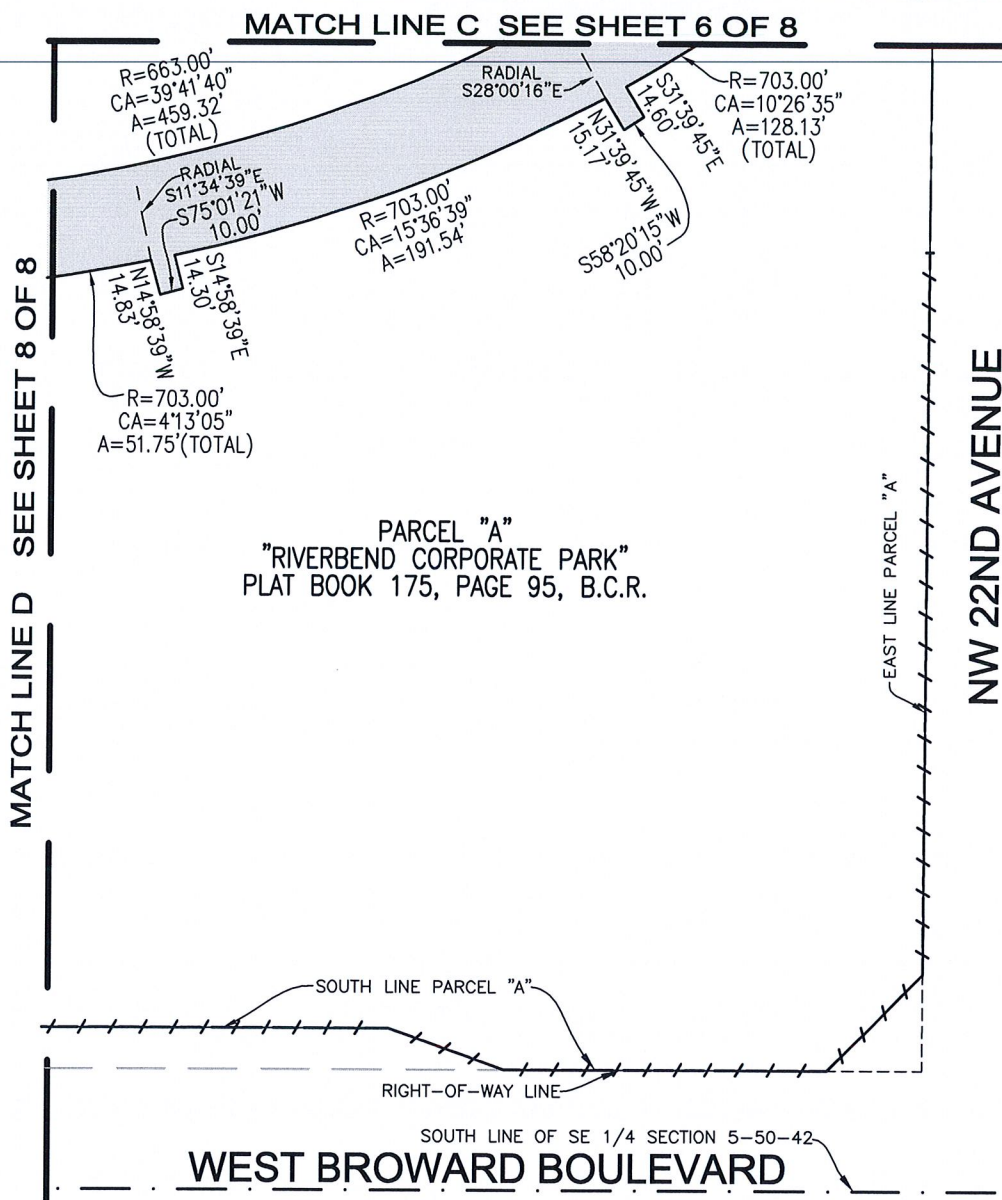 MATCH LINE C SEE SHEET 6 OF 8
R=663.00'
CA=39°41'40"
A=459.32'
(TOTAL)
RADIAL
S28°00'16"E
S31°39'45"E
14.60'
R=703.00'
CA=10°26'35"
A=128.13'
(TOTAL)
RADIAL
S11°34'39"E
S75°01'21"W
10.00'
N31°39'45"W
15.17'
R=703.00'
CA=15°36'39"
A=191.54'
S58°20'15"W
10.00'
S14°58'39"E
14.30'
N14°58'39"W
14.83'
R=703.00'
CA=4°13'05"
A=51.75'(TOTAL)
MATCH LINE D SEE SHEET 8 OF 8
PARCEL "A"
"RIVERBEND CORPORATE PARK"
PLAT BOOK 175, PAGE 95, B.C.R.
EAST LINE PARCEL "A"
NW 22ND AVENUE
SOUTH LINE PARCEL "A"
RIGHT-OF-WAY LINE
SOUTH LINE OF SE 1/4 SECTION 5-50-42
WEST BROWARD BOULEVARD